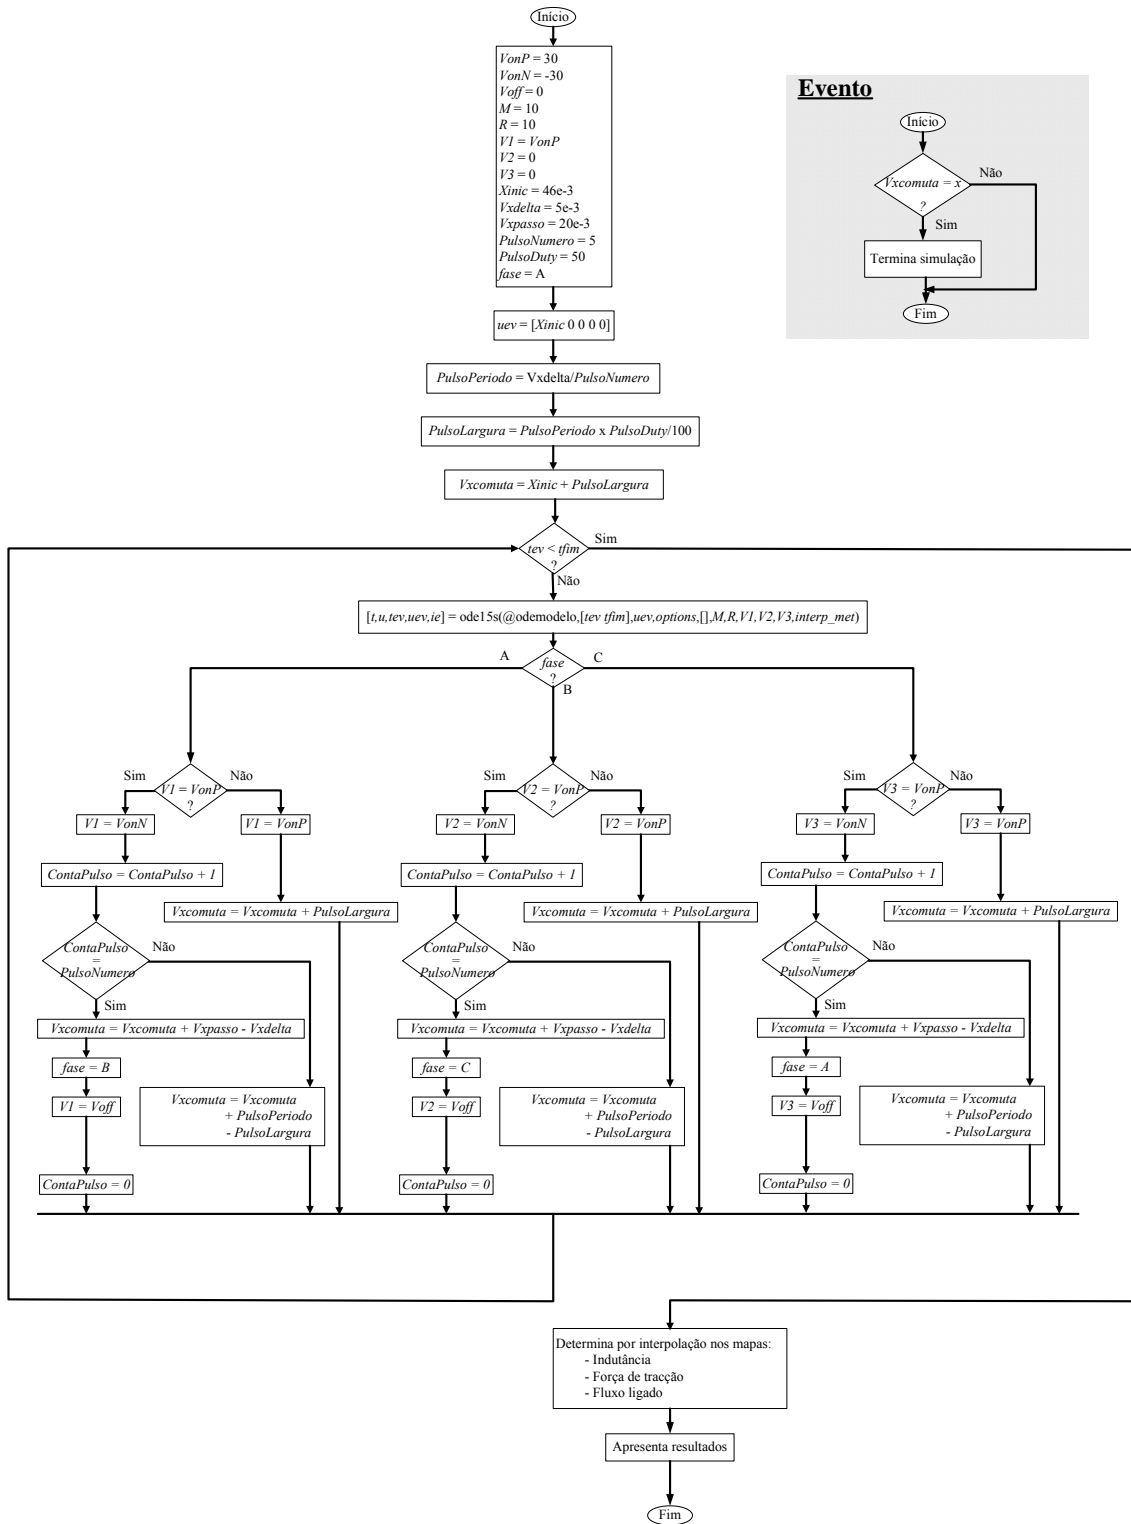 Início
VonP = 30
VonN = -30
Voff = 0
M = 10
R = 10
V1 = VonP
V2 = 0
V3 = 0
Xinic = 46e-3
Vxdelta = 5e-3
Vxpasso = 20e-3
PulsoNumero = 5
PulsoDuty = 50
fase = A
uev = [Xinic 0 0 0 0]
PulsoPeriodo = Vxdelta/PulsoNumero
PulsoLargura = PulsoPeriodo x PulsoDuty/100
Vxcomuta = Xinic + PulsoLargura
Evento
Início
Vxcomuta = x
?
Não
Sim
Termina simulação
Fim
tev < tfim
?
Sim
Não
[t,u,tev,uev,ie] = ode15s(@odemodelo,[tev tfim],uev,options,[],M,R,V1,V2,V3,interp_met)
A
fase
?
C
B
Sim
V1 = VonP
?
Não
V1 = VonN
V1 = VonP
ContaPulso = ContaPulso + 1
Vxcomuta = Vxcomuta + PulsoLargura
ContaPulso
=
PulsoNumero
Não
Sim
Vxcomuta = Vxcomuta + Vxpasso - Vxdelta
fase = B
V1 = Voff
Vxcomuta = Vxcomuta
+ PulsoPeriodo
- PulsoLargura
ContaPulso = 0
Sim
V2 = VonP
?
Não
V2 = VonN
V2 = VonP
ContaPulso = ContaPulso + 1
Vxcomuta = Vxcomuta + PulsoLargura
ContaPulso
=
PulsoNumero
Não
Sim
Vxcomuta = Vxcomuta + Vxpasso - Vxdelta
fase = C
V2 = Voff
Vxcomuta = Vxcomuta
+ PulsoPeriodo
- PulsoLargura
ContaPulso = 0
Sim
V3 = VonP
?
Não
V3 = VonN
V3 = VonP
ContaPulso = ContaPulso + 1
Vxcomuta = Vxcomuta + PulsoLargura
ContaPulso
=
PulsoNumero
Não
Sim
Vxcomuta = Vxcomuta + Vxpasso - Vxdelta
fase = A
V3 = Voff
Vxcomuta = Vxcomuta
+ PulsoPeriodo
- PulsoLargura
ContaPulso = 0
Determina por interpolação nos mapas:
- Indutância
- Força de tracção
- Fluxo ligado
Apresenta resultados
Fim